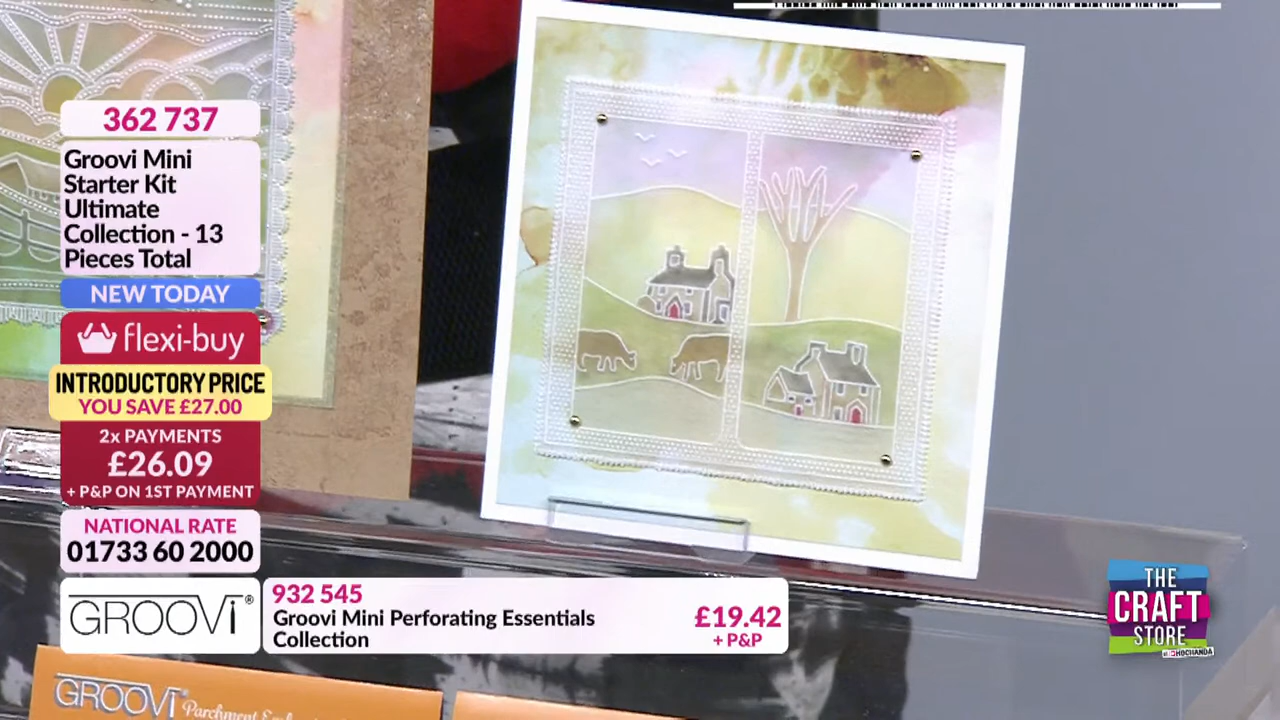 362 737
Groovi Mini
Starter Kit
Ultimate
Collection - 13
Pieces Total
NEW TODAY
flexi-buy
INTRODUCTORY PRICE
YOU SAVE £27.00
2x PAYMENTS
£26.09
+ P&P ON 1ST PAYMENT
NATIONAL RATE
01733 60 2000
GROOVi®
932 545
Groovi Mini Perforating Essentials
Collection
£19.42
+ P&P
THE
CRAFT
STORE
HOCHANDA
GROOVi®
Parchment